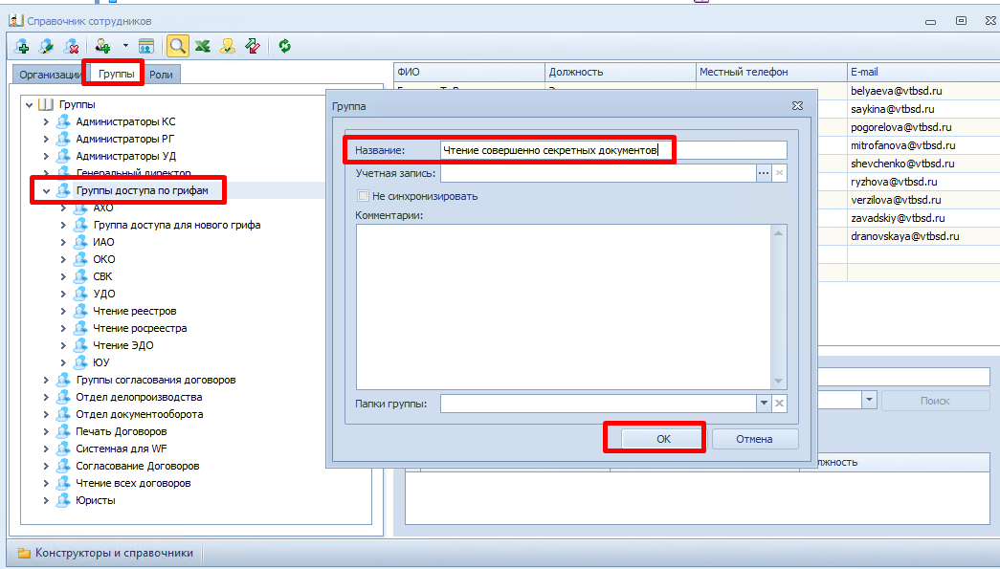 Справочник сотрудников
Организации
Группы
Роли
Группы
Администраторы КС
Администраторы РГ
Администраторы УД
Генеральный директор
Группы доступа по грифам
АХО
Группа доступа для нового грифа
ИАО
ОКО
СВК
УДО
Чтение реестров
Чтение росреестра
Чтение ЭДО
ЮУ
Группы согласования договоров
Отдел делопроизводства
Отдел документооборота
Печать Договоров
Системная для WF
Согласование Договоров
Чтение всех договоров
Юристы
ФИО
Должность
Местный телефон
E-mail
belyaeva@vtbsd.ru
saykina@vtbsd.ru
pogorelova@vtbsd.ru
mitrofanova@vtbsd.ru
shevchenko@vtbsd.ru
ryzhova@vtbsd.ru
verzilova@vtbsd.ru
zavadskiy@vtbsd.ru
dranovskaya@vtbsd.ru
Группа
Название: Чтение совершенно секретных документов
Учетная запись:
Не синхронизировать
Комментарии:
Папки группы:
ОК
Отмена
Поиск
лжность
Конструкторы и справочники